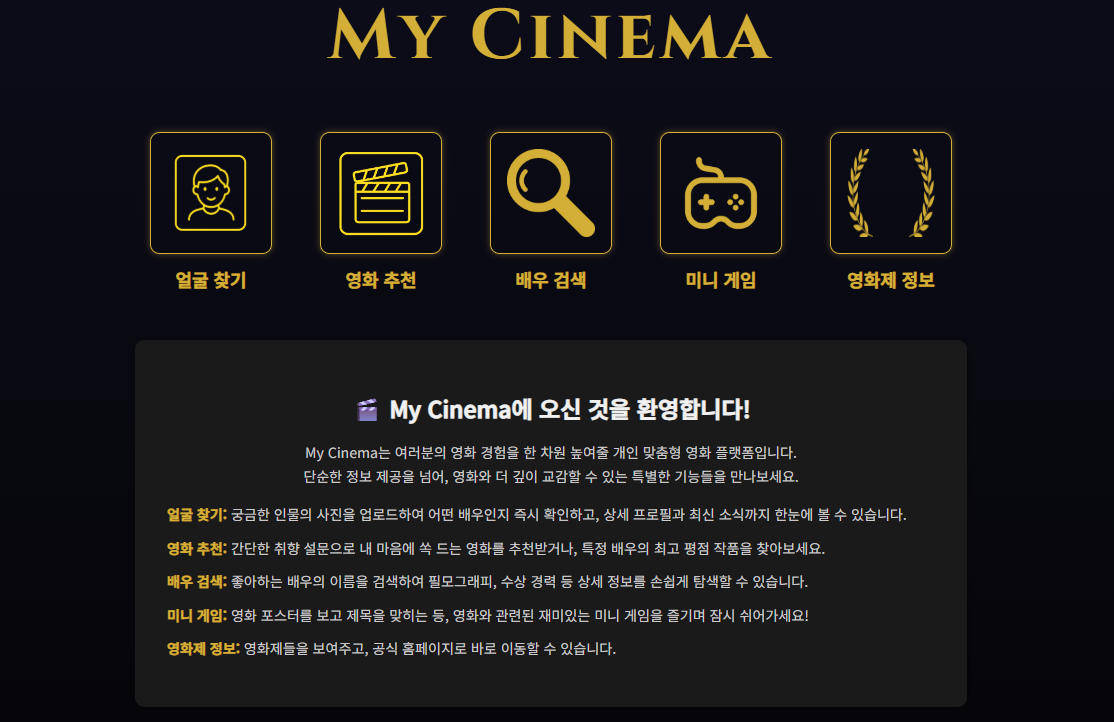 My Cinema
얼굴 찾기
영화 추천
배우 검색
미니 게임
영화제 정보
My Cinema에 오신 것을 환영합니다!
My Cinema는 여러분의 영화 경험을 한 차원 높여줄 개인 맞춤형 영화 플랫폼입니다.
단순한 정보 제공을 넘어, 영화와 더 깊이 교감할 수 있는 특별한 기능들을 만나보세요.
얼굴 찾기: 궁금한 인물의 사진을 업로드하여 어떤 배우인지 즉시 확인하고, 상세 프로필과 최신 소식까지 한눈에 볼 수 있습니다.
영화 추천: 간단한 취향 설문으로 내 마음에 쏙 드는 영화를 추천받거나, 특정 배우의 최고 평점 작품을 찾아보세요.
배우 검색: 좋아하는 배우의 이름을 검색하여 필모그래피, 수상 경력 등 상세 정보를 손쉽게 탐색할 수 있습니다.
미니 게임: 영화 포스터를 보고 제목을 맞히는 등, 영화와 관련된 재미있는 미니 게임을 즐기며 잠시 쉬어가세요!
영화제 정보: 영화제들을 보여주고, 공식 홈페이지로 바로 이동할 수 있습니다.